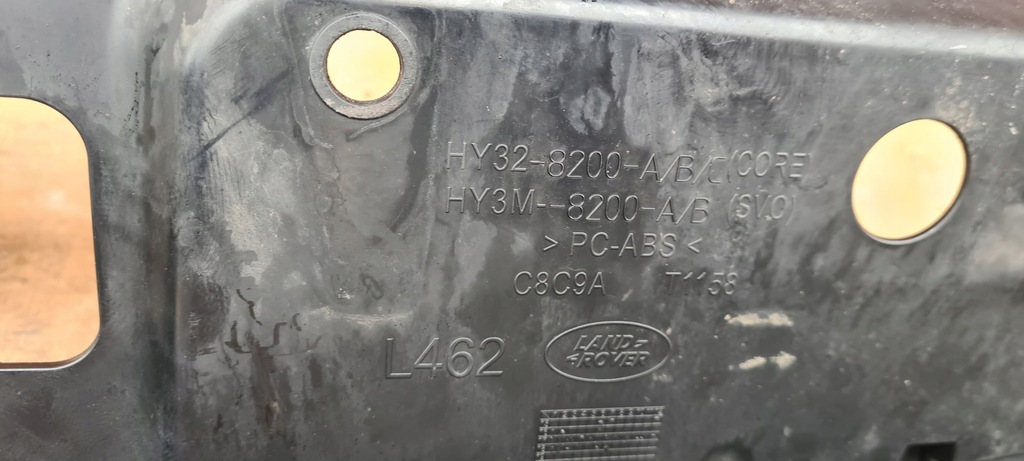 HY32-8200-A/B/C (CORE)
HY3M-8200-A/B (SVO)
> PC-ABS <
C8C9A T1158
L462 LAND ROVER